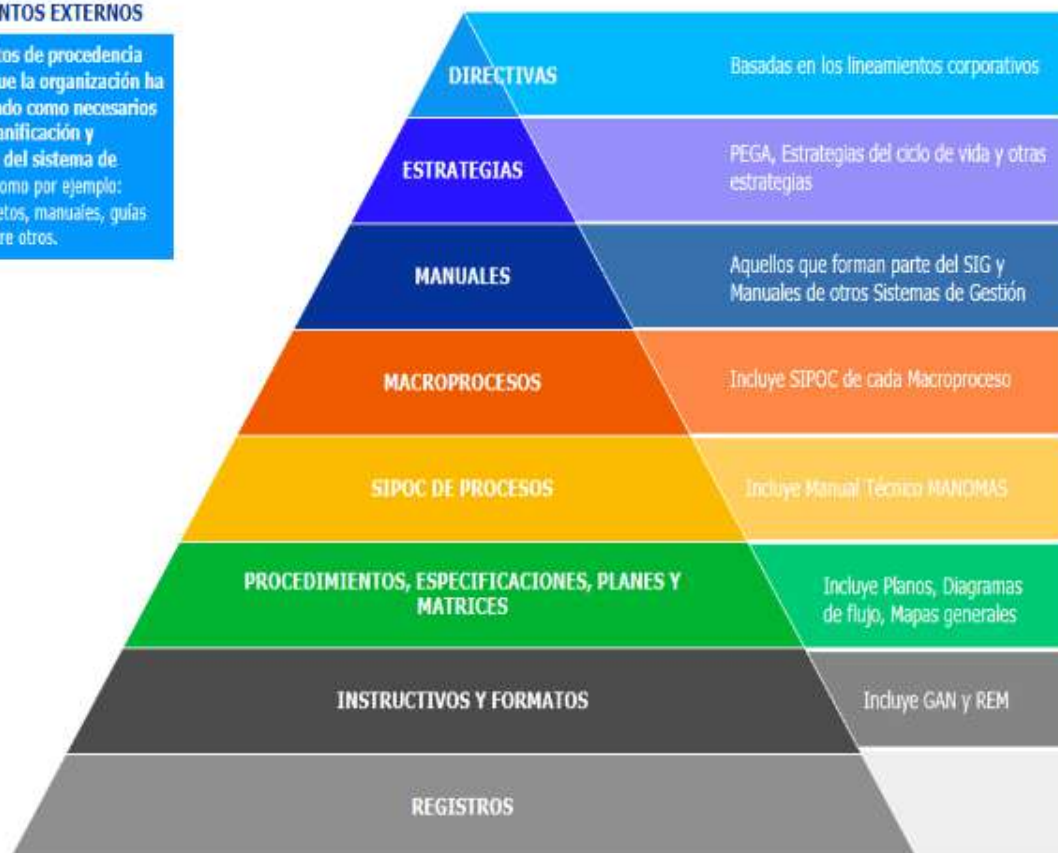 NTOS EXTERNOS
tos de procedencia
ue la organización ha
ado como necesarios
anificación y
del sistema de
omo por ejemplo:
etos, manuales, guías
re otros.
DIRECTIVAS
Basadas en los lineamientos corporativos
ESTRATEGIAS
PEGA, Estrategias del ciclo de vida y otras
estrategias
MANUALES
Aquellos que forman parte del SIG y
Manuales de otros Sistemas de Gestión
MACROPROCESOS
Incluye SIPOC de cada Macroproceso
SIPOC DE PROCESOS
Incluye Manual Técnico MANOMAS
PROCEDIMIENTOS, ESPECIFICACIONES, PLANES Y
MATRICES
Incluye Planos, Diagramas
de flujo, Mapas generales
INSTRUCTIVOS Y FORMATOS
Incluye GAN y REM
REGISTROS